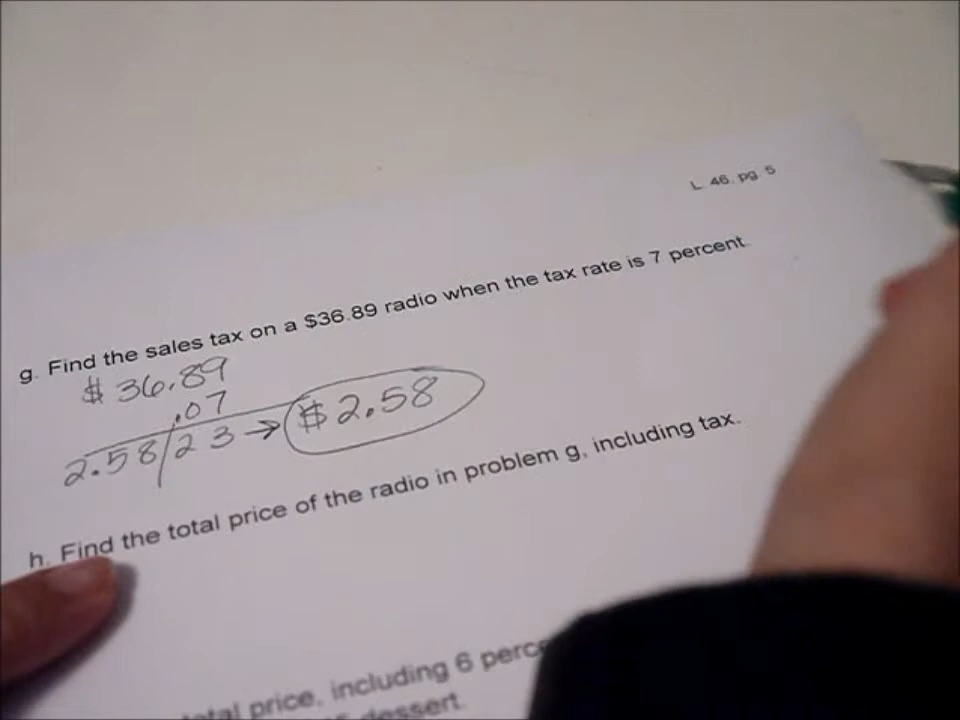 L. 46, pg. 5
g. Find the sales tax on a $36.89 radio when the tax rate is 7 percent.
$ 36.89
.07
2.58/23 → $2.58
h. Find the total price of the radio in problem g, including tax.
total price, including 6
dessert.